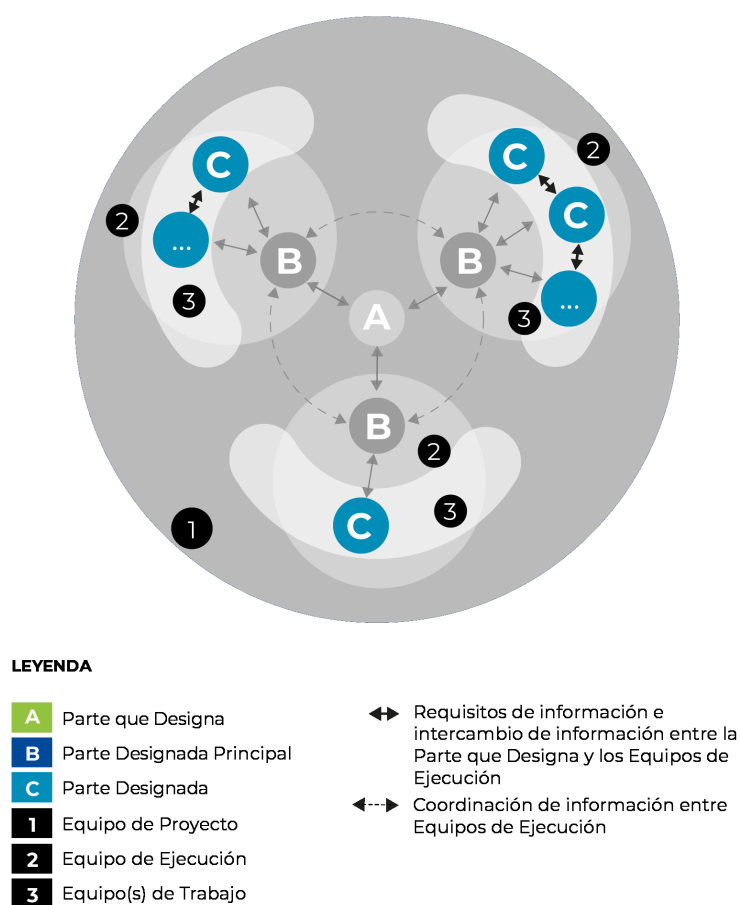 C
C
2
C
2
...
B
B
...
3
3
A
B
2
3
C
1
LEYENDA
A Parte que Designa
B Parte Designada Principal
C Parte Designada
1 Equipo de Proyecto
2 Equipo de Ejecución
3 Equipo(s) de Trabajo
Requisitos de información e
intercambio de información entre la
Parte que Designa y los Equipos de
Ejecución
Coordinación de información entre
Equipos de Ejecución